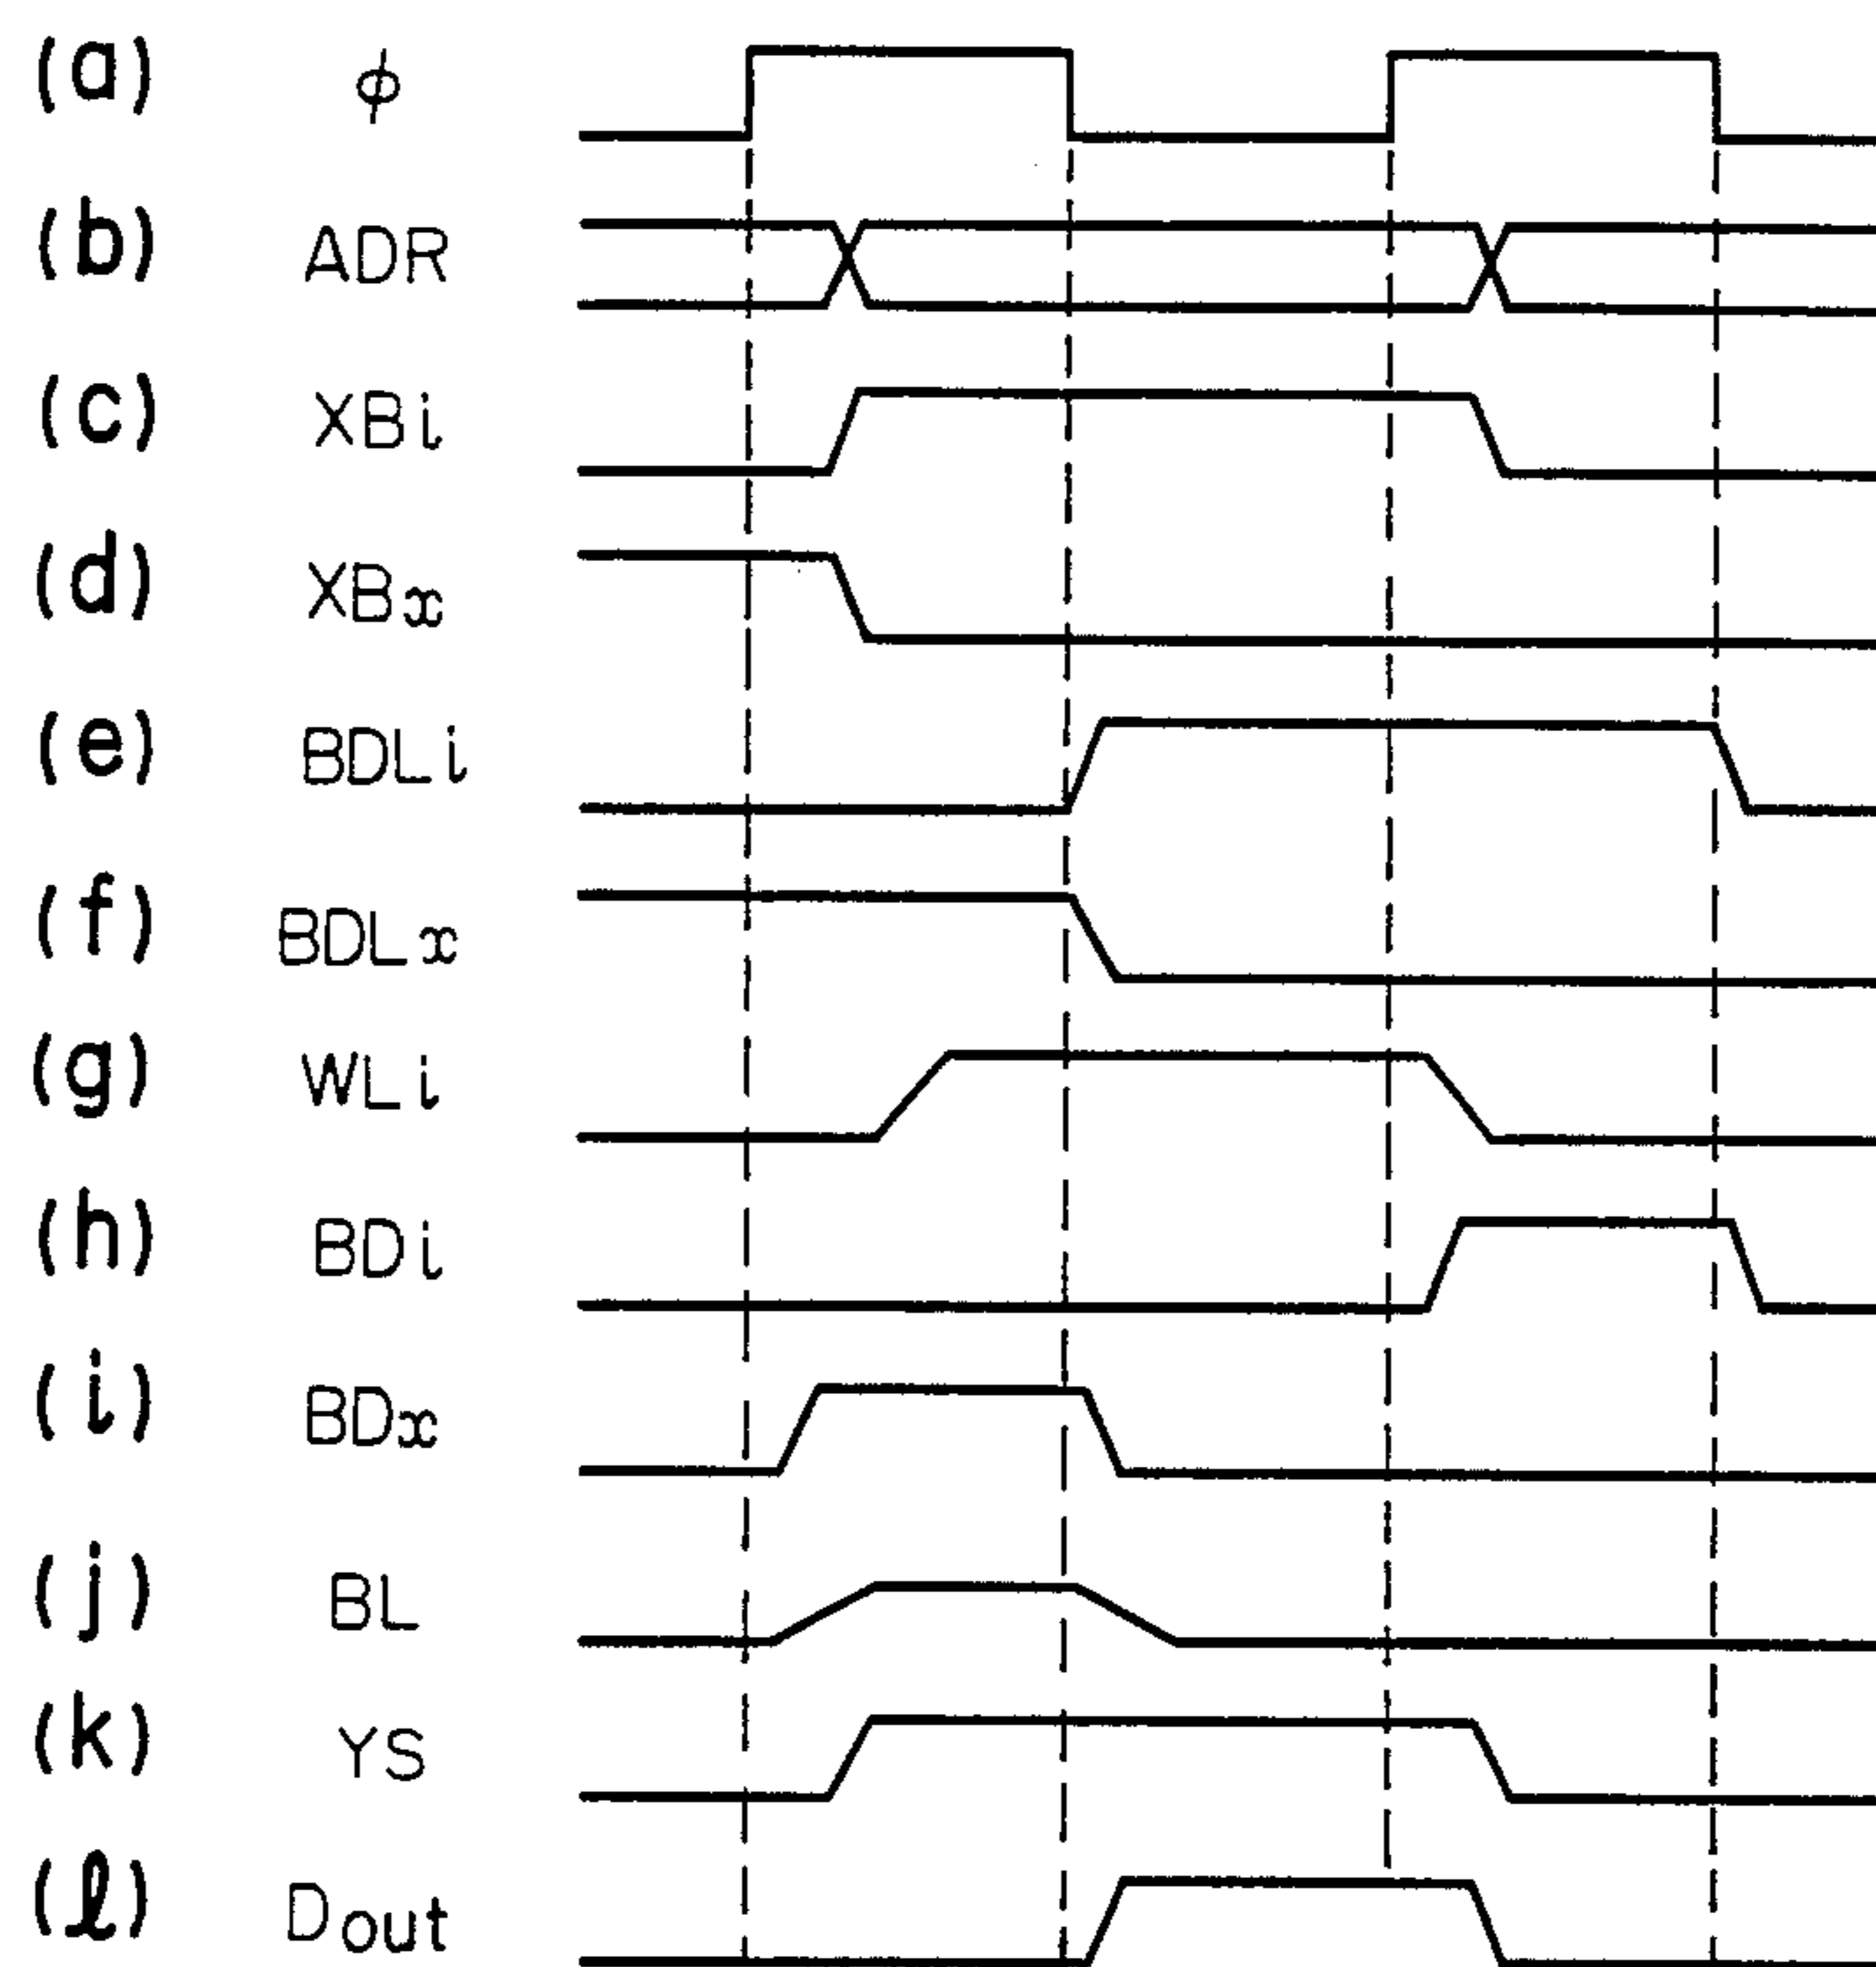 (a) ϕ
(b) ADR
(c) XBi
(d) XBx
(e) BDLi
(f) BDLx
(g) WLi
(h) BDi
(i) BDx
(j) BL
(k) YS
(ℓ) Dout